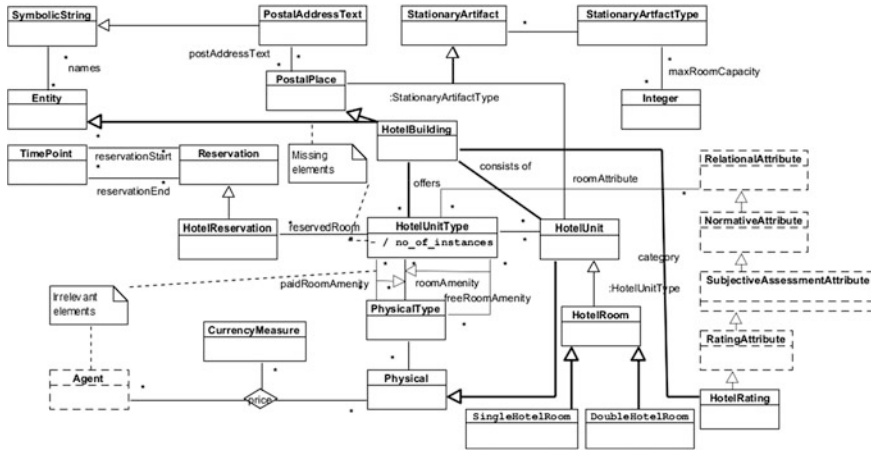 SymbolicString
PostalAddressText
StationaryArtifact
StationaryArtfactType
*
*
*
*
names
postAddressText
*
*
maxRoomCapacity
*
*
Entity
PostalPlace
:StationaryArtifactType
Integer
HotelBuilding
TimePoint
*
*
reservationStart
Reservation
Missing
elements
consists of
RelationalAttribute
*
*
reservationEnd
offers
roomAttribute
*
*
*
*
HotelReservation
reservedRoom
HotelUnitType
*
*
HotelUnit
NormativeAttribute
*
/ no_of_instances
*
category
*
*
*
*
paidRoomAmenity
roomAmenity
:HotelUnitType
SubjectiveAssessmentAttribute
Irrelevant
elements
freeRoomAmenity
*
*
PhysicalType
*
HotelRoom
CurrencyMeasure
RatingAttribute
*
*
*
Agent
*
price
*
Physical
HotelRating
SingleHotelRoom
DoubleHotelRoom